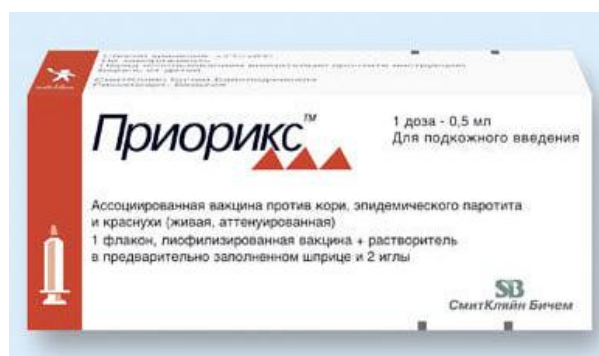 Приорикс™
1 доза - 0,5 мл
Для подкожного введения
Ассоциированная вакцина против кори, эпидемического паротита
и краснухи (живая, аттенуированная)
1 флакон, лиофилизированная вакцина + растворитель
в предварительно заполненном шприце и 2 иглы
SB
СмитКляйн Бичем